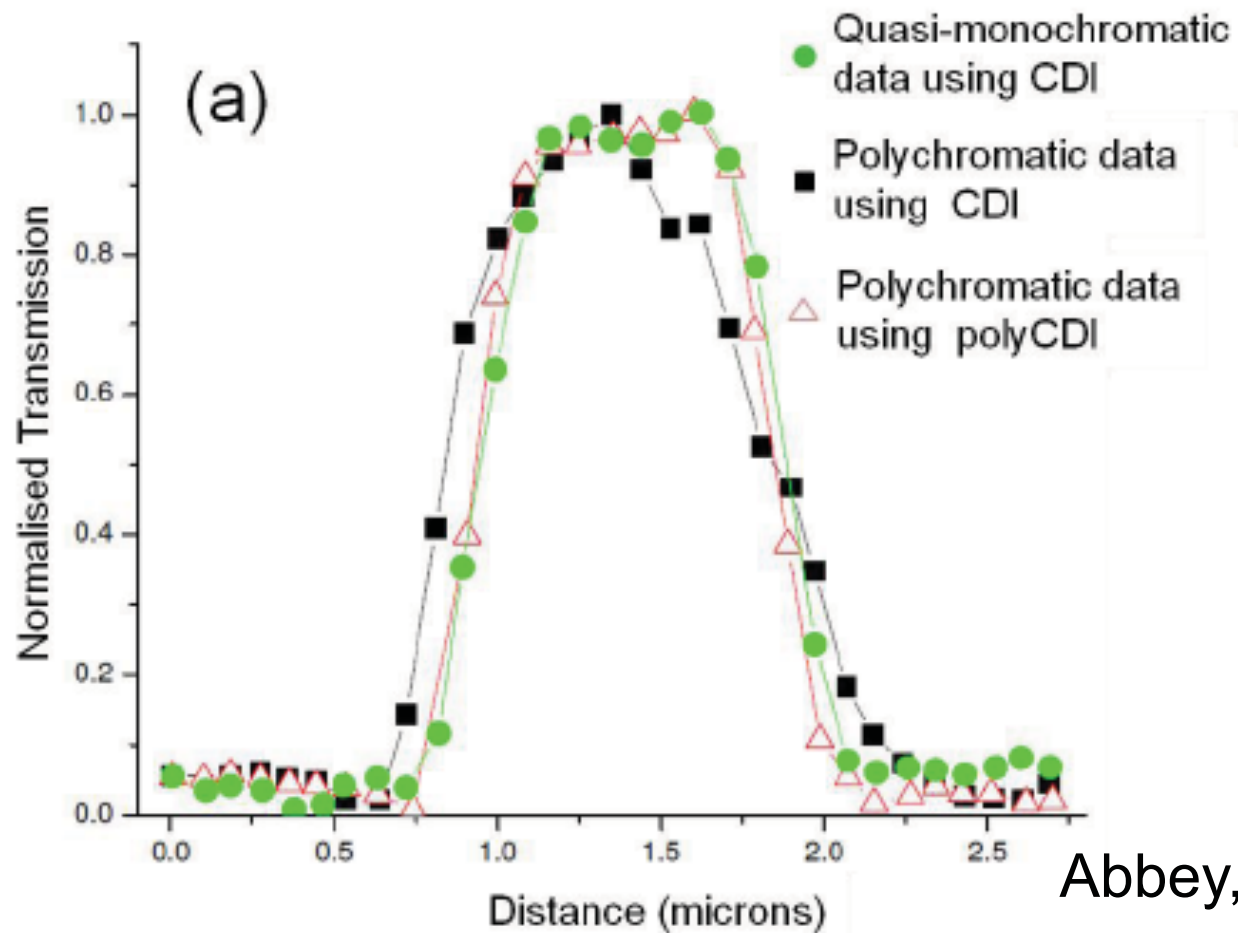 (a)
Quasi-monochromatic
data using CDI
Polychromatic data
using CDI
Polychromatic data
using polyCDI
Normalised Transmission
1.0
0.8
0.6
0.4
0.2
0.0
0.0 0.5 1.0 1.5 2.0 2.5
Distance (microns)
Abbey,